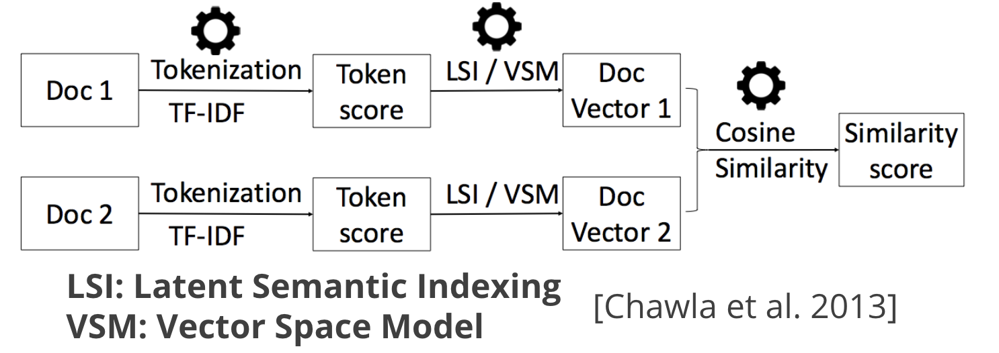 Doc 1
Tokenization
TF-IDF
Token
score
LSI / VSM
Doc
Vector 1
Doc 2
Tokenization
TF-IDF
Token
score
LSI / VSM
Doc
Vector 2
Cosine
Similarity
Similarity
score
LSI: Latent Semantic Indexing
VSM: Vector Space Model
[Chawla et al. 2013]